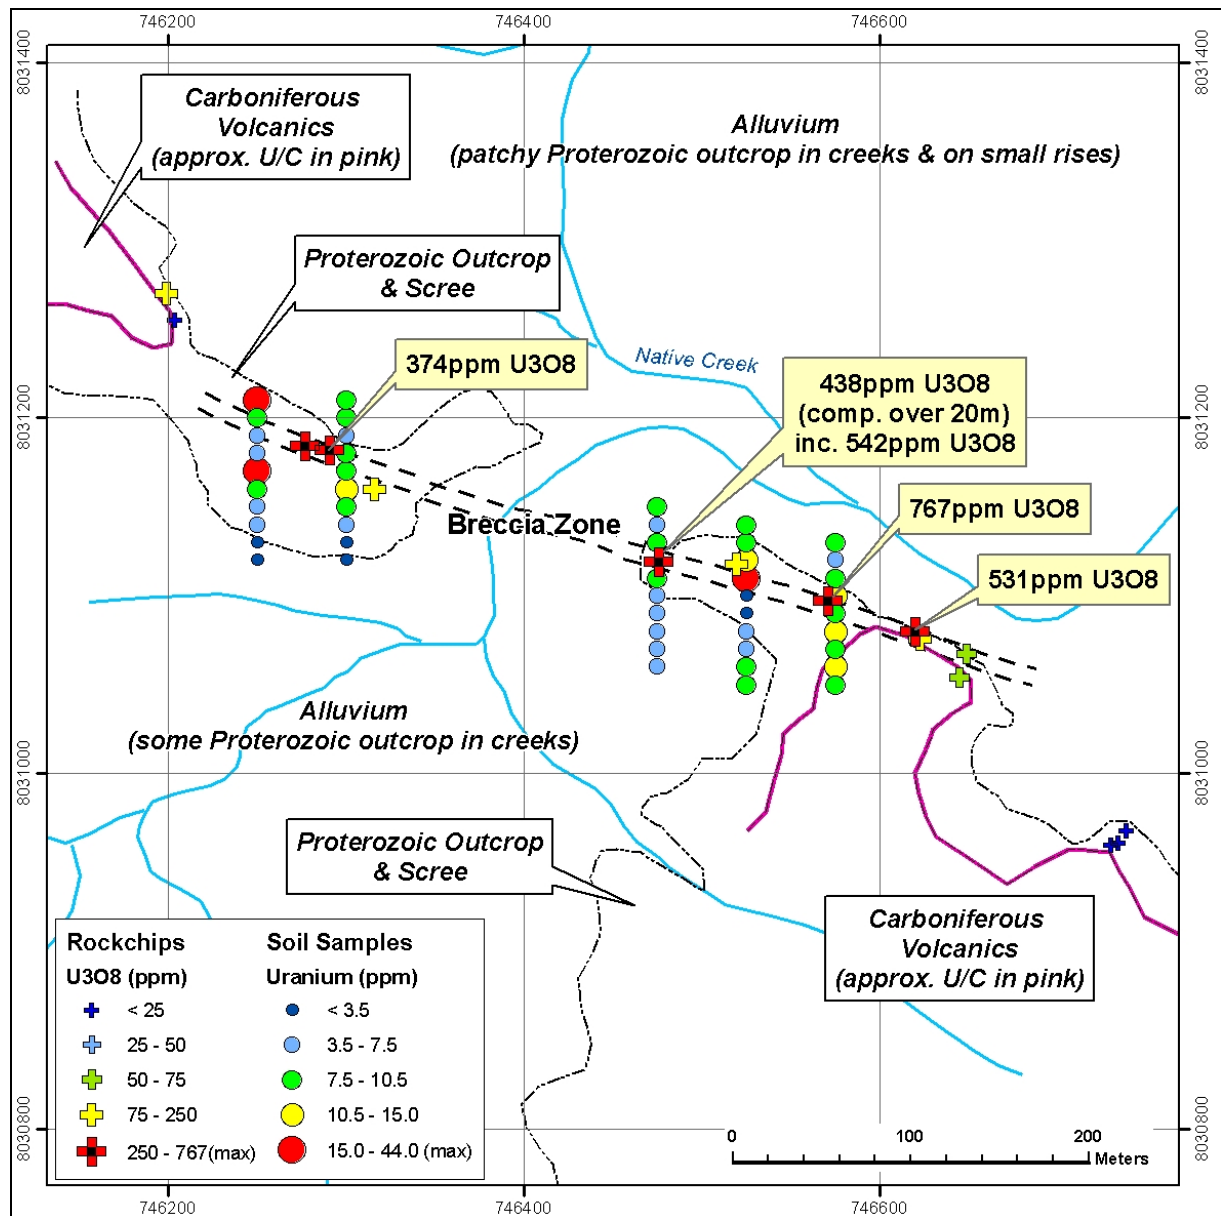 746200
746400
746600
8031400
8031400
Carboniferous
Volcanics
(approx. U/C in pink)
Alluvium
(patchy Proterozoic outcrop in creeks & on small rises)
Proterozoic Outcrop
& Scree
Native Creek
374ppm U3O8
438ppm U3O8
(comp. over 20m)
inc. 542ppm U3O8
8031200
8031200
767ppm U3O8
Breccia Zone
531ppm U3O8
Alluvium
(some Proterozoic outcrop in creeks)
8031000
8031000
Proterozoic Outcrop
& Scree
Carboniferous
Volcanics
(approx. U/C in pink)
Rockchips
U3O8 (ppm)
< 25
25 - 50
50 - 75
75 - 250
250 - 767(max)
Soil Samples
Uranium (ppm)
< 3.5
3.5 - 7.5
7.5 - 10.5
10.5 - 15.0
15.0 - 44.0 (max)
8030800
8030800
0
100
200
Meters
746200
746400
746600